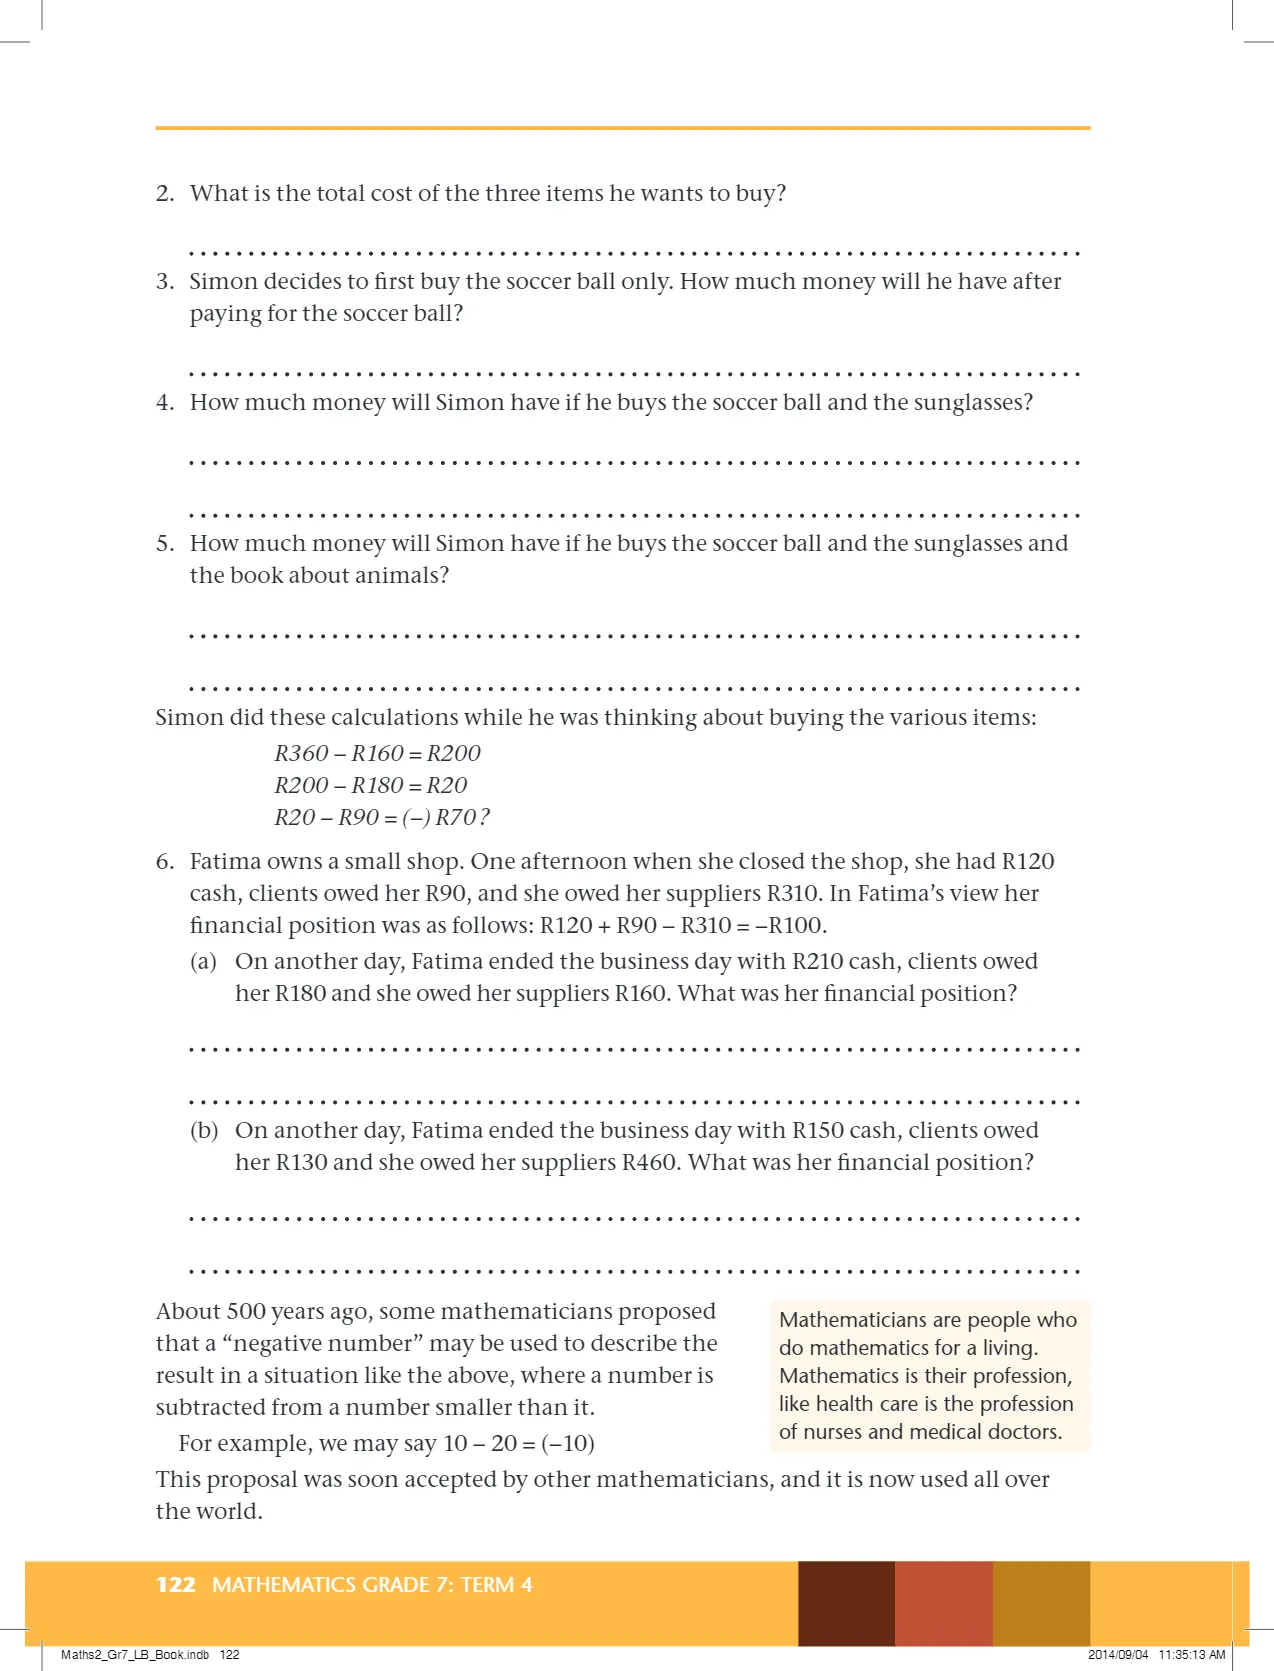 2. What is the total cost of the three items he wants to buy?
3. Simon decides to first buy the soccer ball only. How much money will he have after
paying for the soccer ball?
4. How much money will Simon have if he buys the soccer ball and the sunglasses?
5. How much money will Simon have if he buys the soccer ball and the sunglasses and
the book about animals?
Simon did these calculations while he was thinking about buying the various items:
R360 – R160 = R200
R200 – R180 = R20
R20 – R90 = (–) R70?
6. Fatima owns a small shop. One afternoon when she closed the shop, she had R120
cash, clients owed her R90, and she owed her suppliers R310. In Fatima’s view her
financial position was as follows: R120 + R90 – R310 = –R100.
(a) On another day, Fatima ended the business day with R210 cash, clients owed
her R180 and she owed her suppliers R160. What was her financial position?
(b) On another day, Fatima ended the business day with R150 cash, clients owed
her R130 and she owed her suppliers R460. What was her financial position?
About 500 years ago, some mathematicians proposed
that a “negative number” may be used to describe the
result in a situation like the above, where a number is
subtracted from a number smaller than it.
For example, we may say 10 – 20 = (–10)
Mathematicians are people who
do mathematics for a living.
Mathematics is their profession,
like health care is the profession
of nurses and medical doctors.
This proposal was soon accepted by other mathematicians, and it is now used all over
the world.
122 MATHEMATICS GRADE 7: TERM 4
Maths2_Gr7_LB_Book.indb 122
2014/09/04 11:35:13 AM